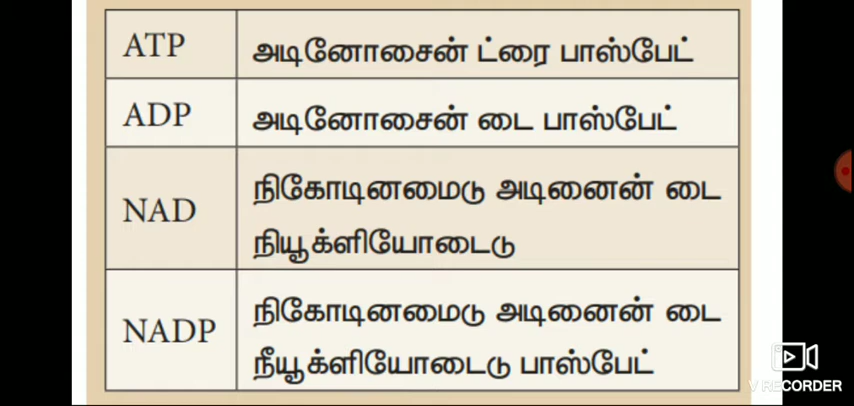 ATP அடினோசைன் ட்ரை பாஸ்பேட்
ADP அடினோசைன் டை பாஸ்பேட்
NAD நிகோடினமைடு அடினைன் டை
நியூக்ளியோடைடு
NADP நிகோடினமைடு அடினைன் டை
நீயூக்ளியோடைடு பாஸ்பேட்
V RECORDER